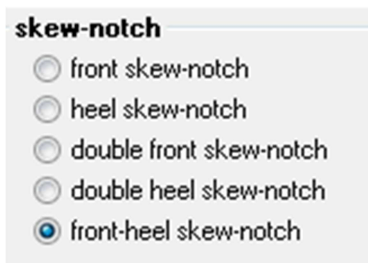 skew-notch
front skew-notch
heel skew-notch
double front skew-notch
double heel skew-notch
front-heel skew-notch